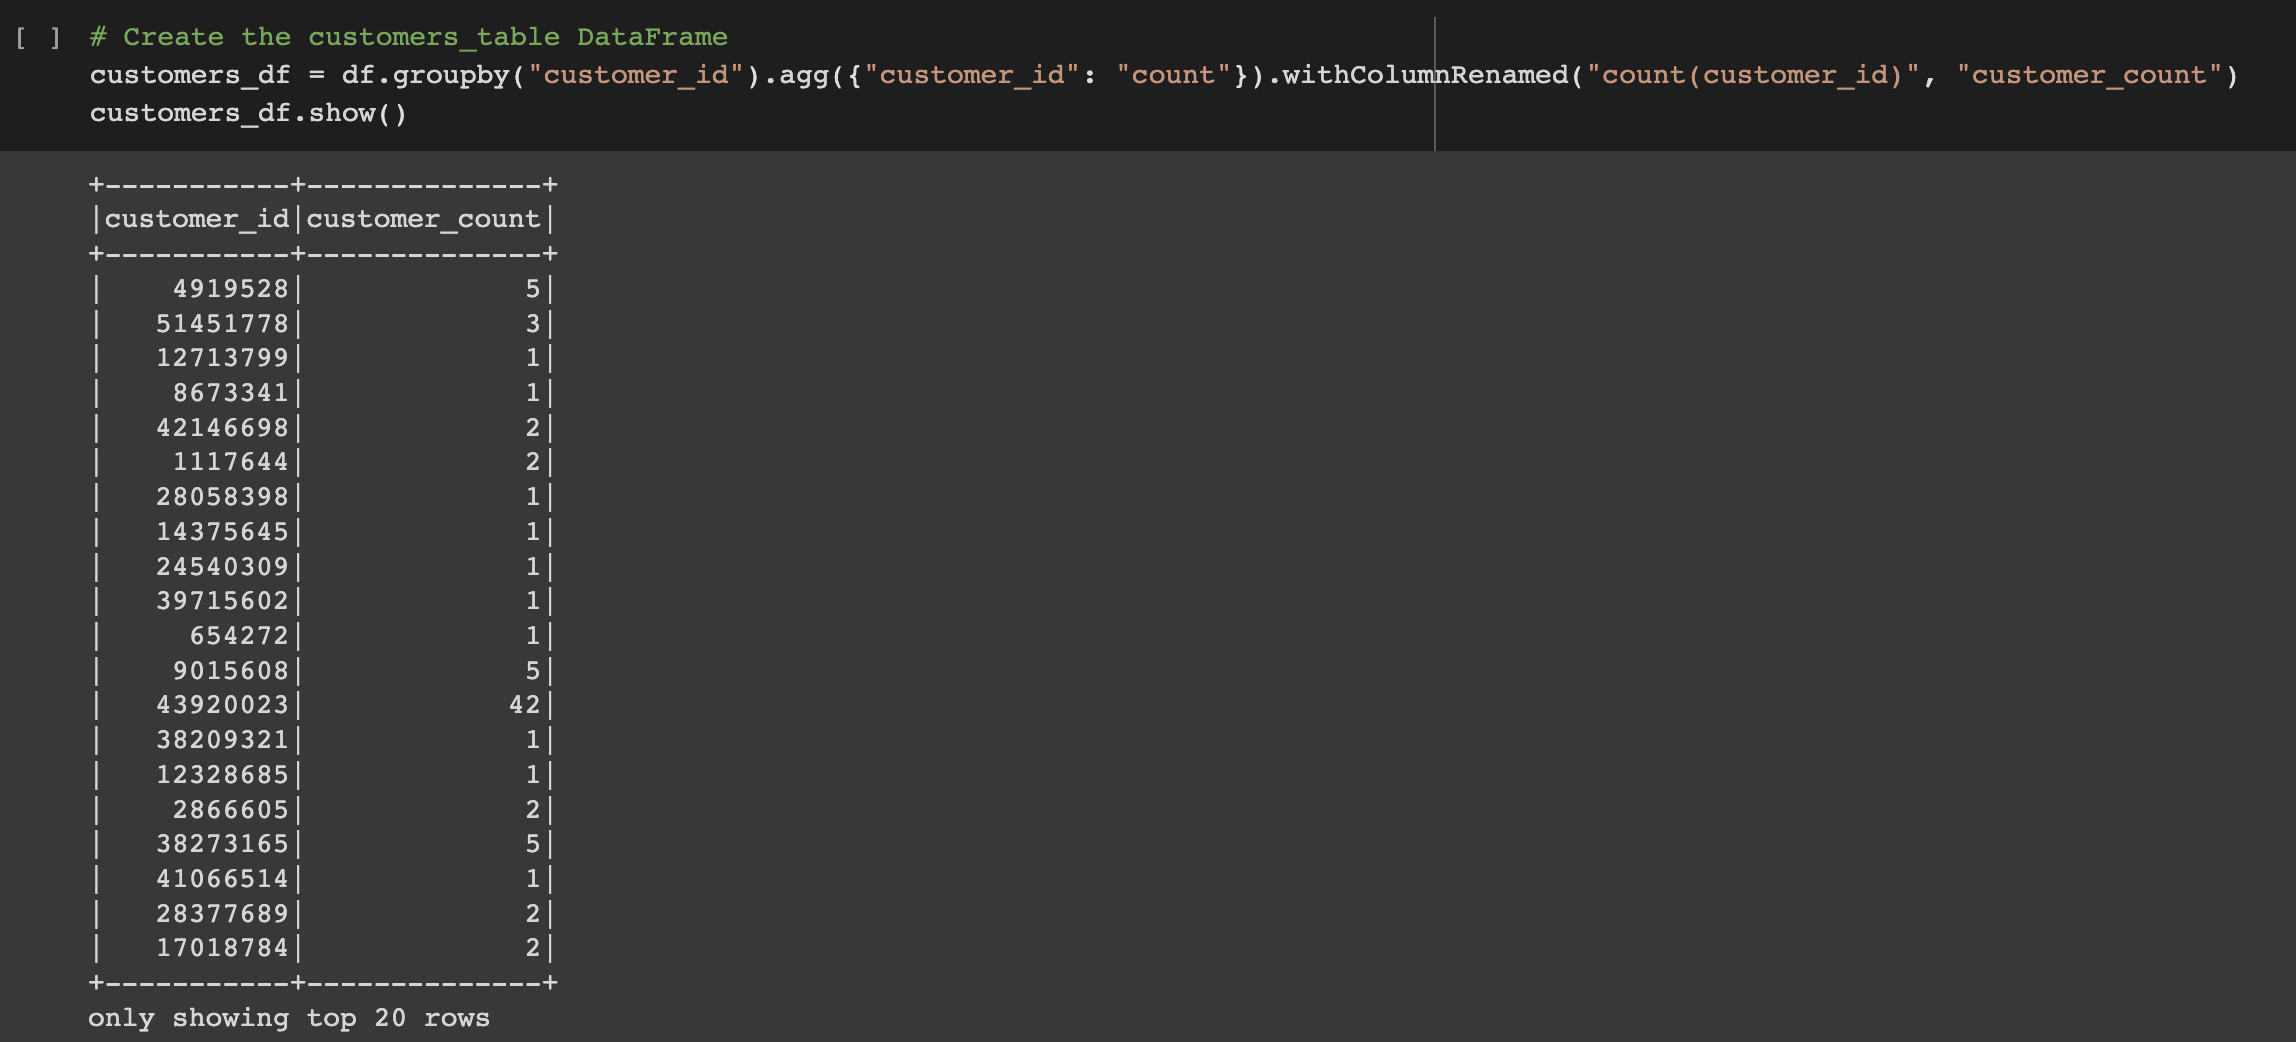 [ ] # Create the customers_table DataFrame
customers_df = df.groupby("customer_id").agg({"customer_id": "count"}).withColumnRenamed("count(customer_id)", "customer_count")
customers_df.show()
+-----------+--------------+
|customer_id|customer_count|
+-----------+--------------+
|    4919528|             5|
|   51451778|             3|
|   12713799|             1|
|    8673341|             1|
|   42146698|             2|
|    1117644|             2|
|   28058398|             1|
|   14375645|             1|
|   24540309|             1|
|   39715602|             1|
|     654272|             1|
|    9015608|             5|
|   43920023|            42|
|   38209321|             1|
|   12328685|             1|
|    2866605|             2|
|   38273165|             5|
|   41066514|             1|
|   28377689|             2|
|   17018784|             2|
+-----------+--------------+
only showing top 20 rows